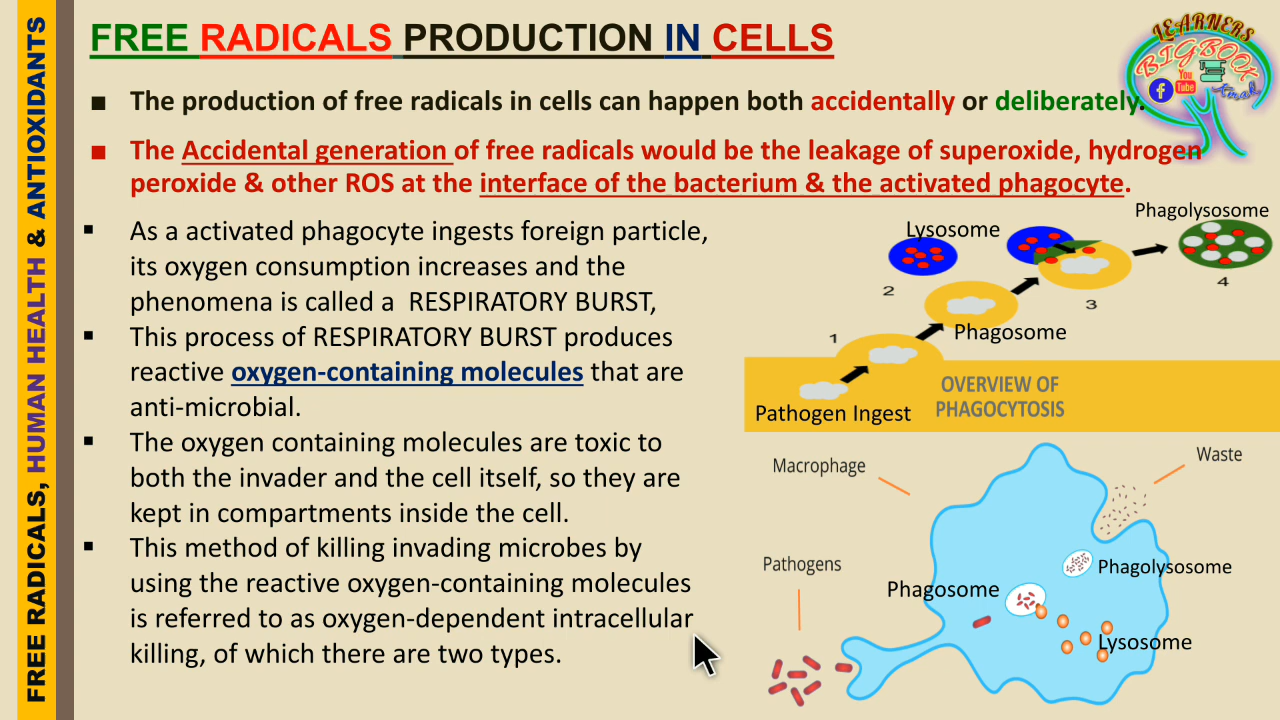 FREE RADICALS PRODUCTION IN CELLS
FREE RADICALS, HUMAN HEALTH & ANTIOXIDANTS
LEARNERS
BIGBOOK
You
Tube
f
▪ The production of free radicals in cells can happen both accidentally or deliberately.
▪ The Accidental generation of free radicals would be the leakage of superoxide, hydrogen
peroxide & other ROS at the interface of the bacterium & the activated phagocyte.
▪ As a activated phagocyte ingests foreign particle,
its oxygen consumption increases and the
phenomena is called a RESPIRATORY BURST,
▪ This process of RESPIRATORY BURST produces
reactive oxygen-containing molecules that are
anti-microbial.
▪ The oxygen containing molecules are toxic to
both the invader and the cell itself, so they are
kept in compartments inside the cell.
▪ This method of killing invading microbes by
using the reactive oxygen-containing molecules
is referred to as oxygen-dependent intracellular
killing, of which there are two types.
Phagolysosome
Lysosome
2
4
3
Phagosome
1
OVERVIEW OF
PHAGOCYTOSIS
Pathogen Ingest
Waste
Macrophage
Pathogens
Phagolysosome
Phagosome
Lysosome